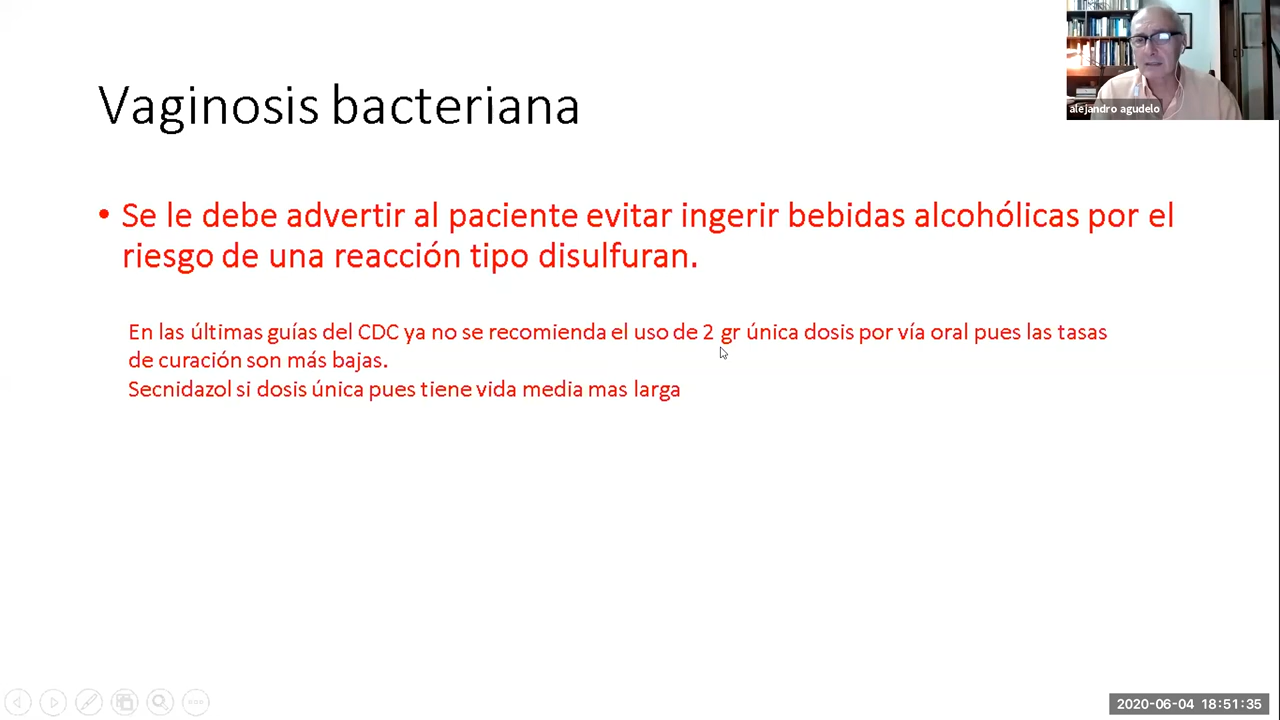 alejandro agudelo
Vaginosis bacteriana
• Se le debe advertir al paciente evitar ingerir bebidas alcohólicas por el
riesgo de una reacción tipo disulfuran.
En las últimas guías del CDC ya no se recomienda el uso de 2 gr única dosis por vía oral pues las tasas
de curación son más bajas.
Secnidazol si dosis única pues tiene vida media mas larga
2020-06-04 18:51:35